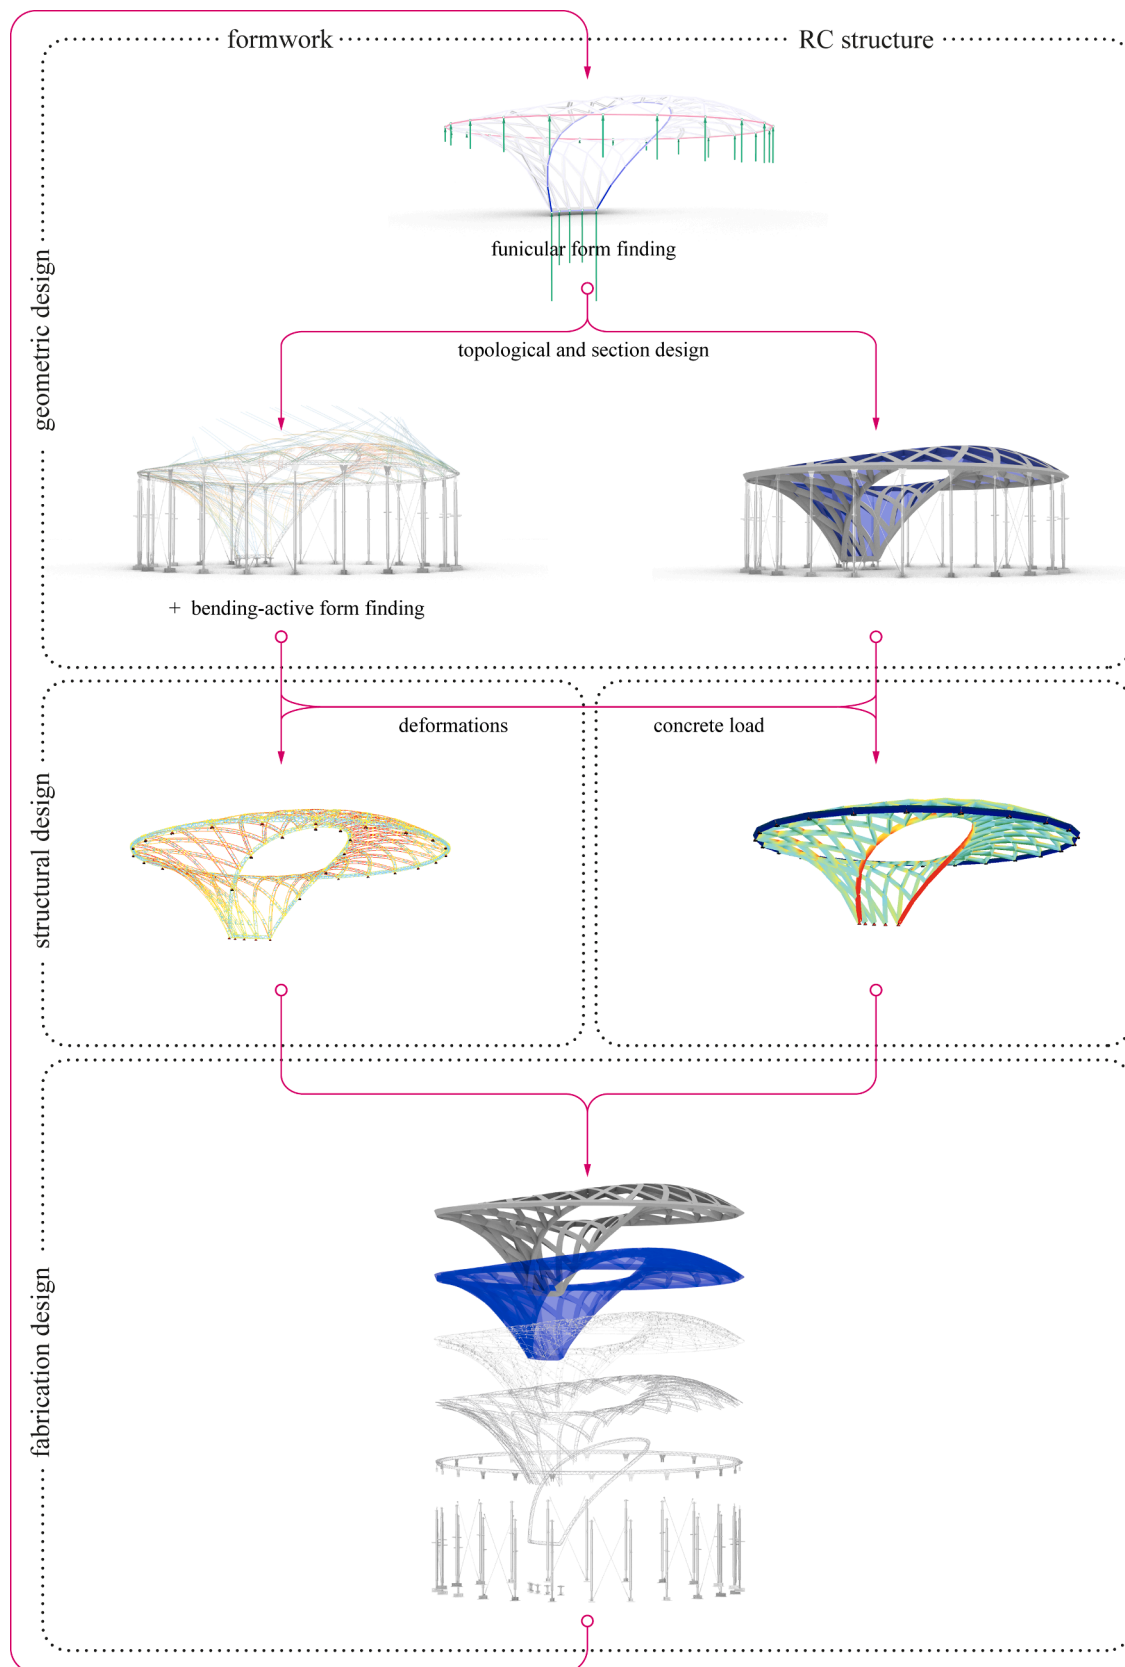 formwork
RC structure
geometric design
funicular form finding
topological and section design
+ bending-active form finding
structural design
deformations
concrete load
fabrication design